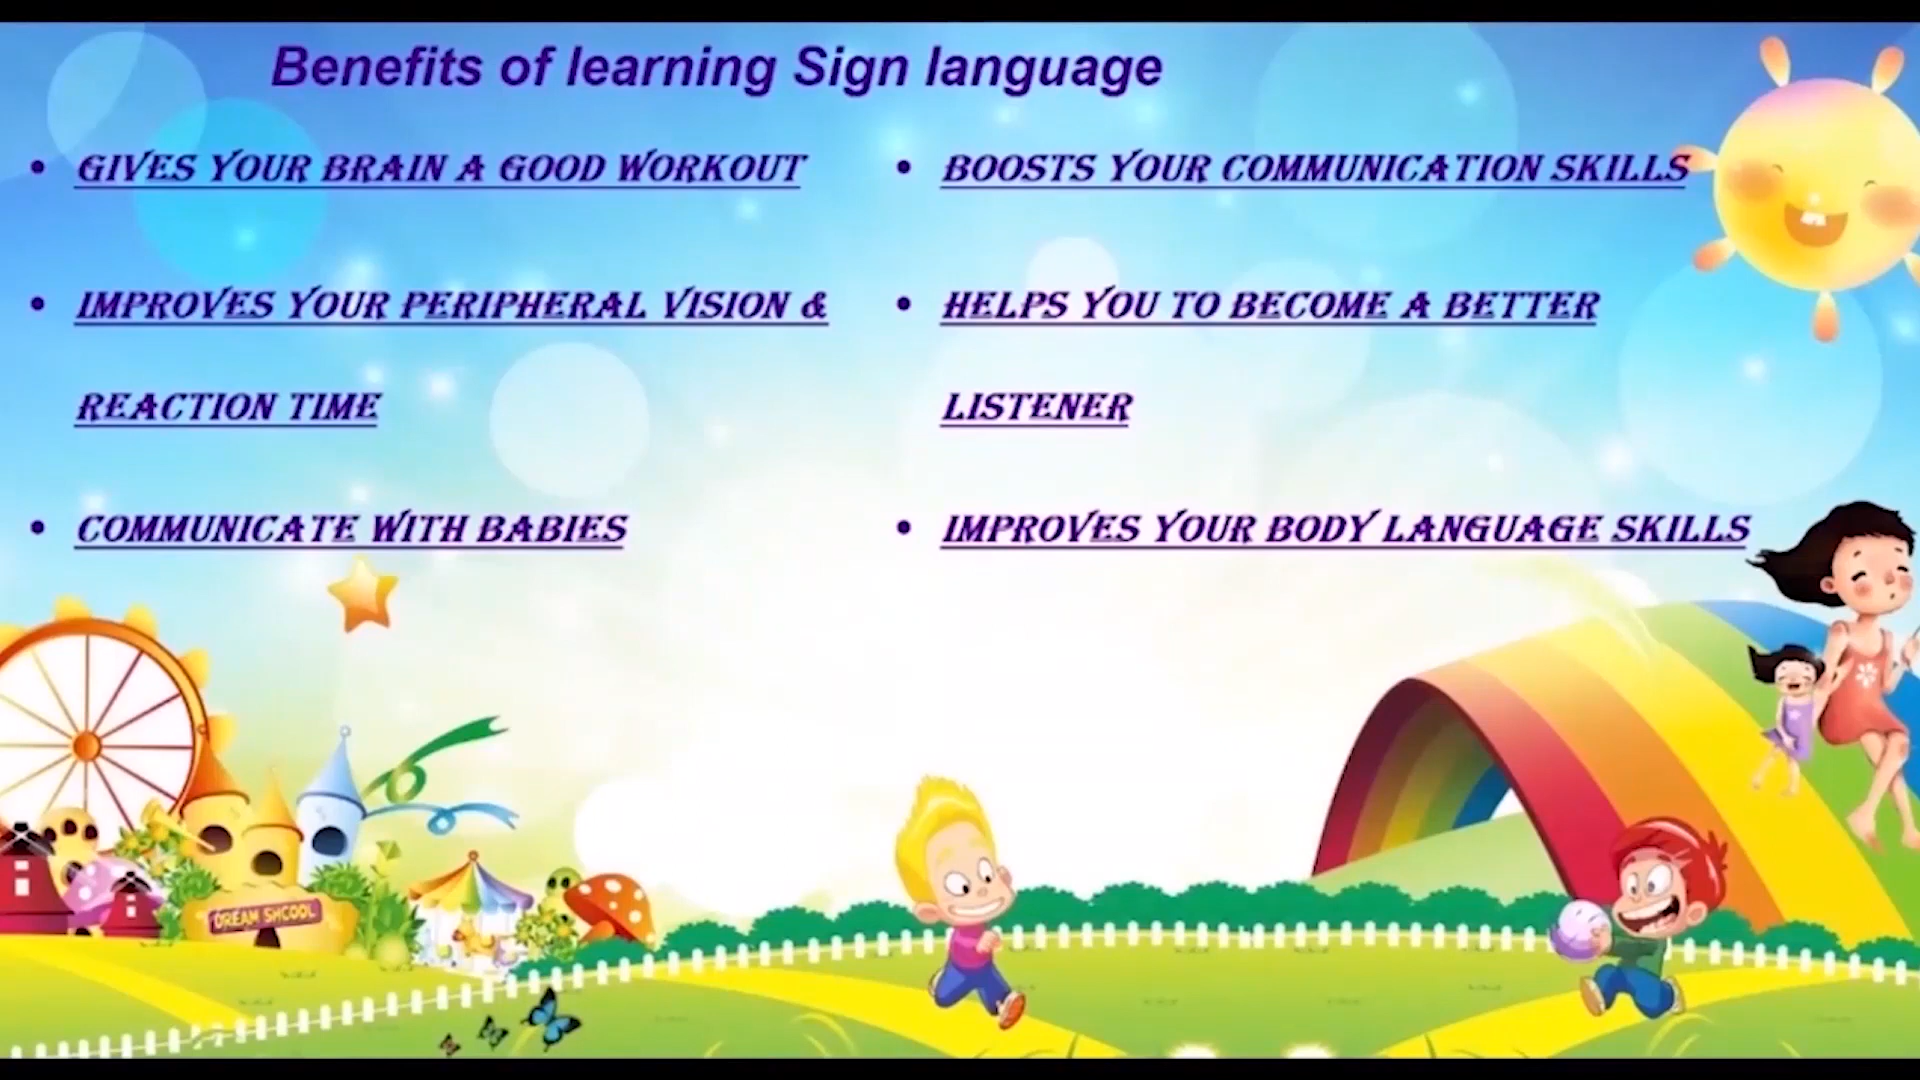 Benefits of learning Sign language
• GIVES YOUR BRAIN A GOOD WORKOUT
• IMPROVES YOUR PERIPHERAL VISION &
REACTION TIME
• COMMUNICATE WITH BABIES
• BOOSTS YOUR COMMUNICATION SKILLS
• HELPS YOU TO BECOME A BETTER
LISTENER
• IMPROVES YOUR BODY LANGUAGE SKILLS
DREAM SHCOOL